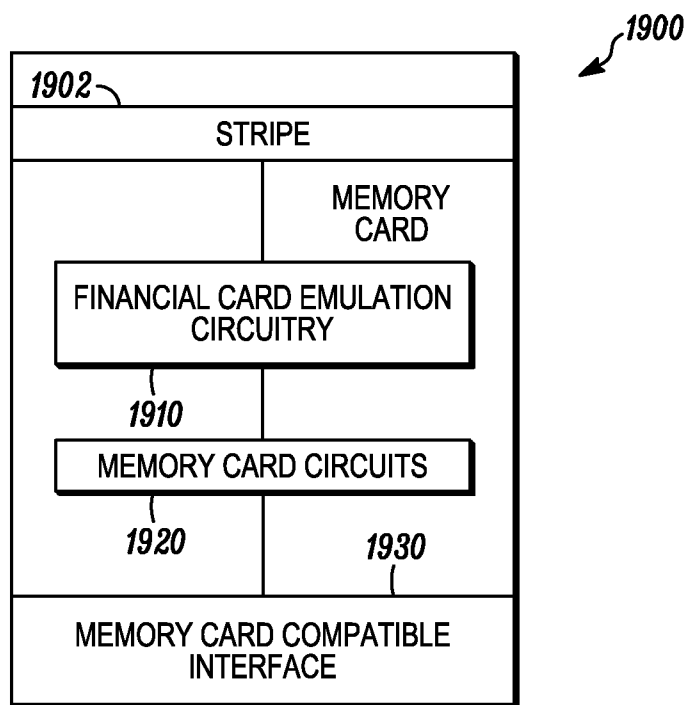 1900
1902
STRIPE
MEMORY
CARD
FINANCIAL CARD EMULATION
CIRCUITRY
1910
MEMORY CARD CIRCUITS
1920
1930
MEMORY CARD COMPATIBLE
INTERFACE